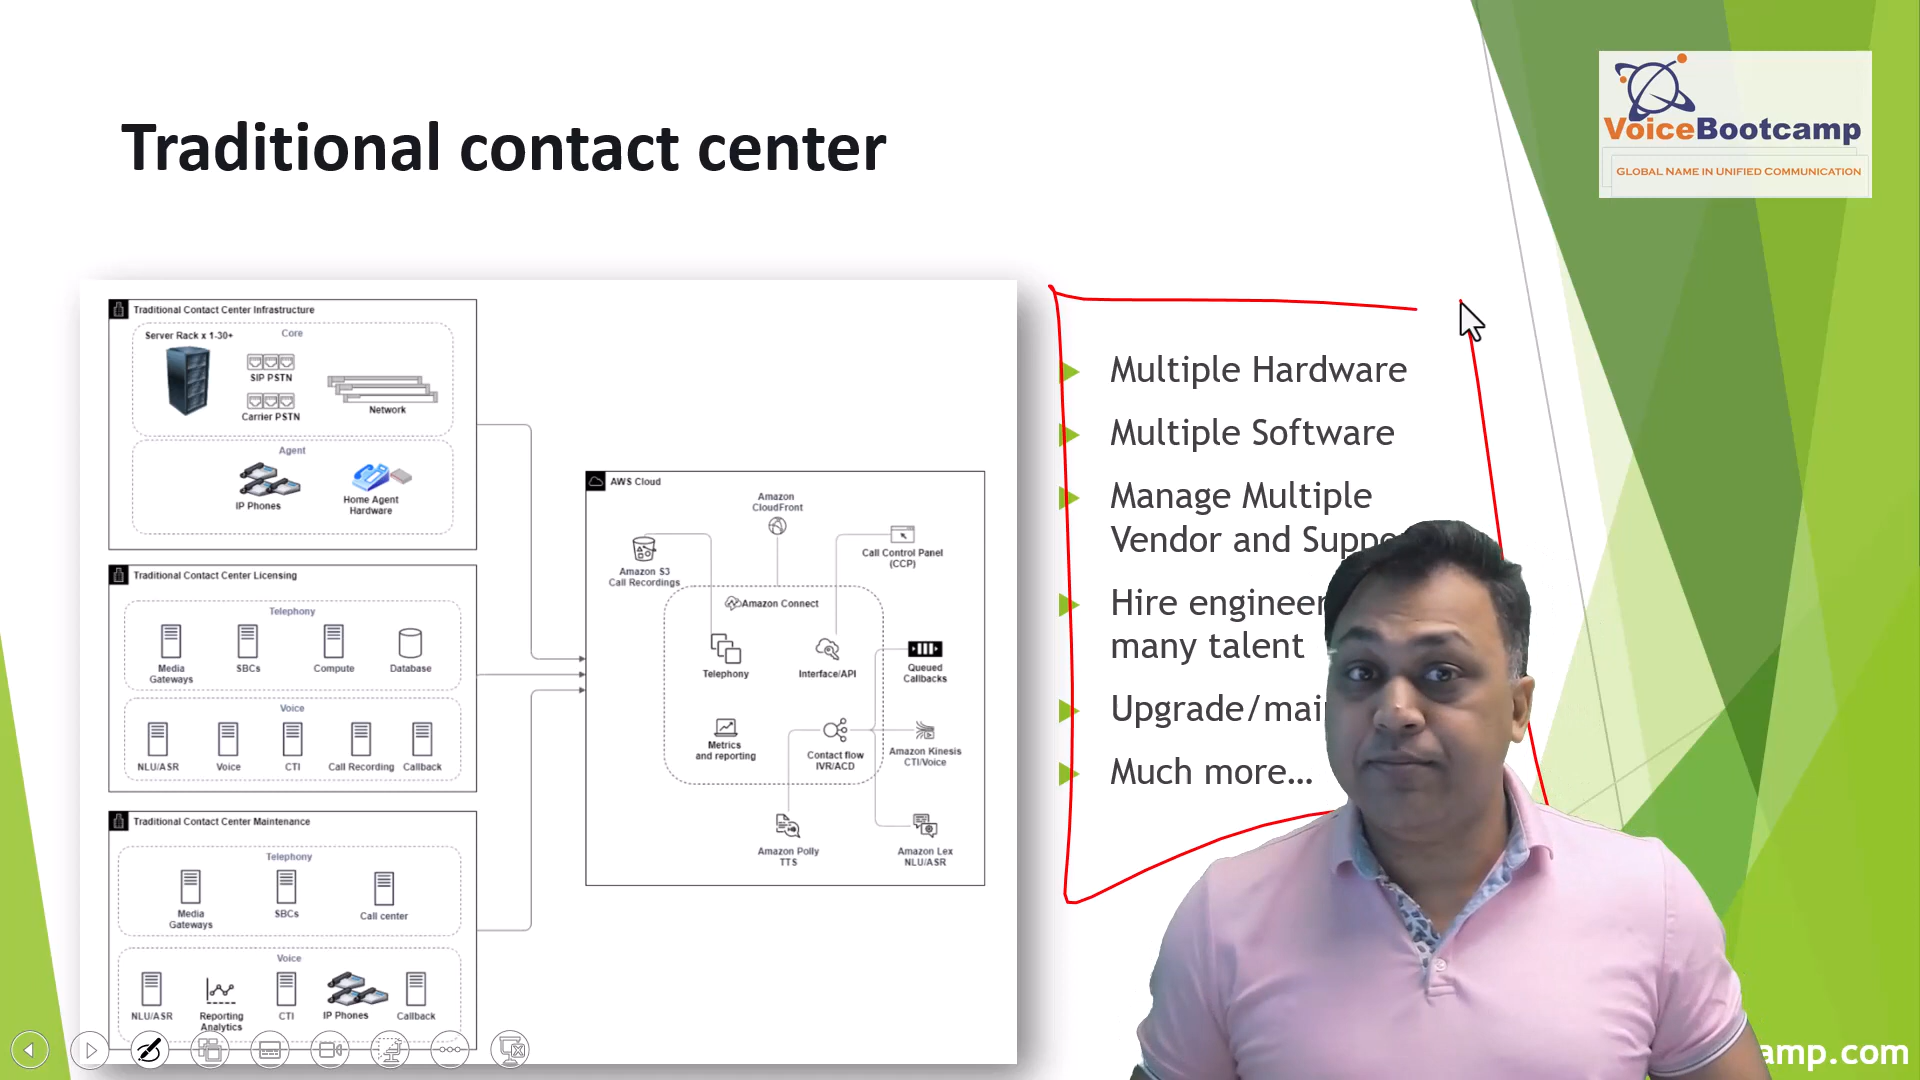 Traditional contact center
VoiceBootcamp
GLOBAL NAME IN UNIFIED COMMUNICATION
Traditional Contact Center Infrastructure
Server Rack x 1-30+
Core
SIP PSTN
Carrier PSTN
Network
Agent
IP Phones
Home Agent
Hardware
Traditional Contact Center Licensing
Telephony
Media
Gateways
SBCs
Compute
Database
Voice
NLU/ASR
Voice
CTI
Call Recording
Callback
Traditional Contact Center Maintenance
Telephony
Media
Gateways
SBCs
Call center
Voice
NLU/ASR
Reporting
Analytics
CTI
IP Phones
Callback
AWS Cloud
Amazon
CloudFront
Amazon S3
Call Recordings
Call Control Panel
(CCP)
Amazon Connect
Telephony
Interface/API
Queued
Callbacks
Metrics
and reporting
Contact flow
IVR/ACD
Amazon Kinesis
CTI/Voice
Amazon Polly
TTS
Amazon Lex
NLU/ASR
Multiple Hardware
Multiple Software
Manage Multiple
Vendor and
Hire
many talent
Much more...
amp.com